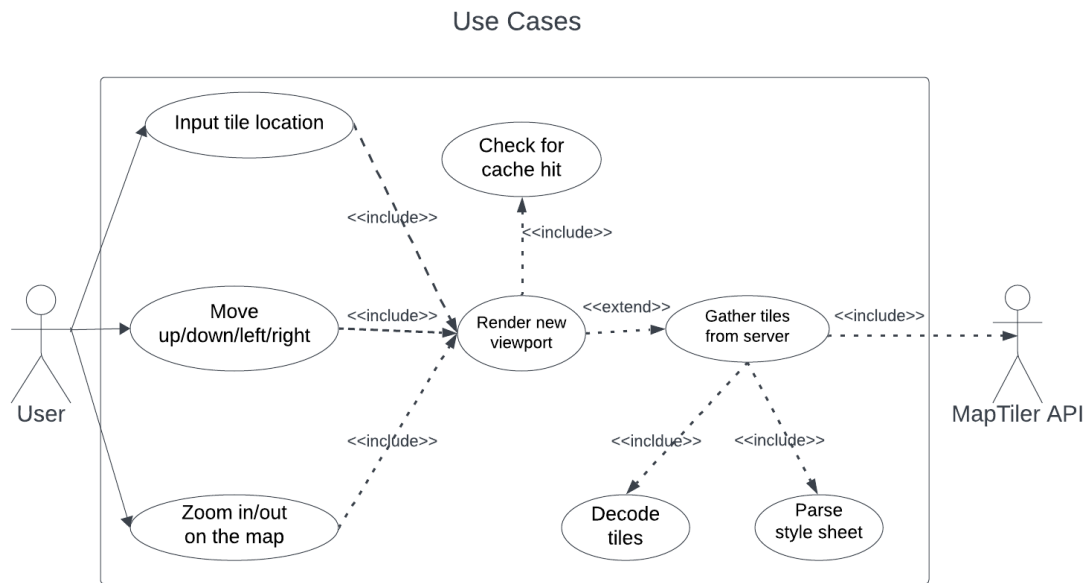 Use Cases
Input tile location
Check for
cache hit
<<include>>
<<include>>
Move
up/down/left/right
<<include>>
Render new
viewport
<<extend>>
Gather tiles
from server
<<include>>
User
MapTiler API
<<include>>
<<incldue>>
<<include>>
Zoom in/out
on the map
Decode
tiles
Parse
style sheet